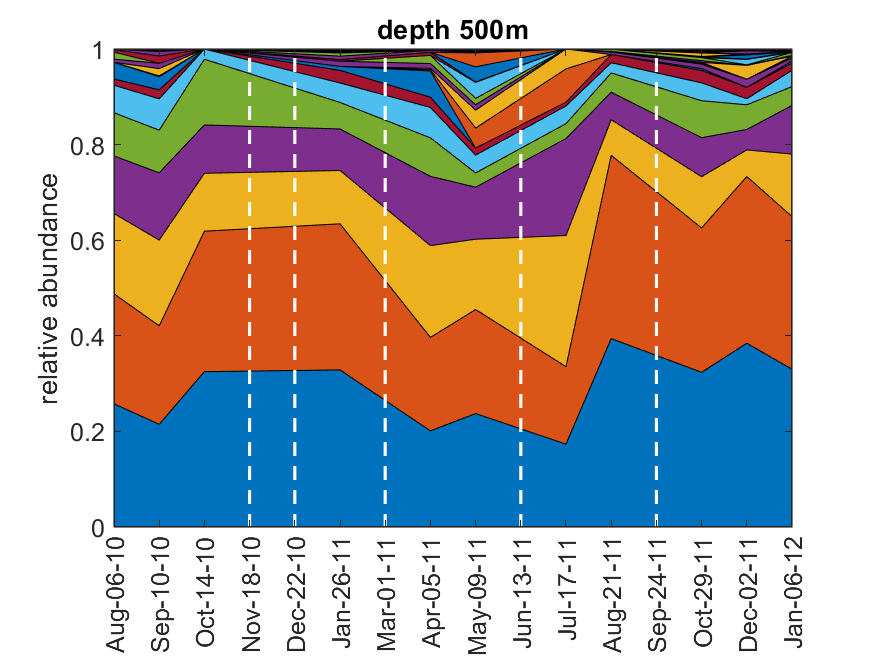 depth 500m
1
0.8
0.6
0.4
0.2
0
relative abundance
Aug-06-10
Sep-10-10
Oct-14-10
Nov-18-10
Dec-22-10
Jan-26-11
Mar-01-11
Apr-05-11
May-09-11
Jun-13-11
Jul-17-11
Aug-21-11
Sep-24-11
Oct-29-11
Dec-02-11
Jan-06-12